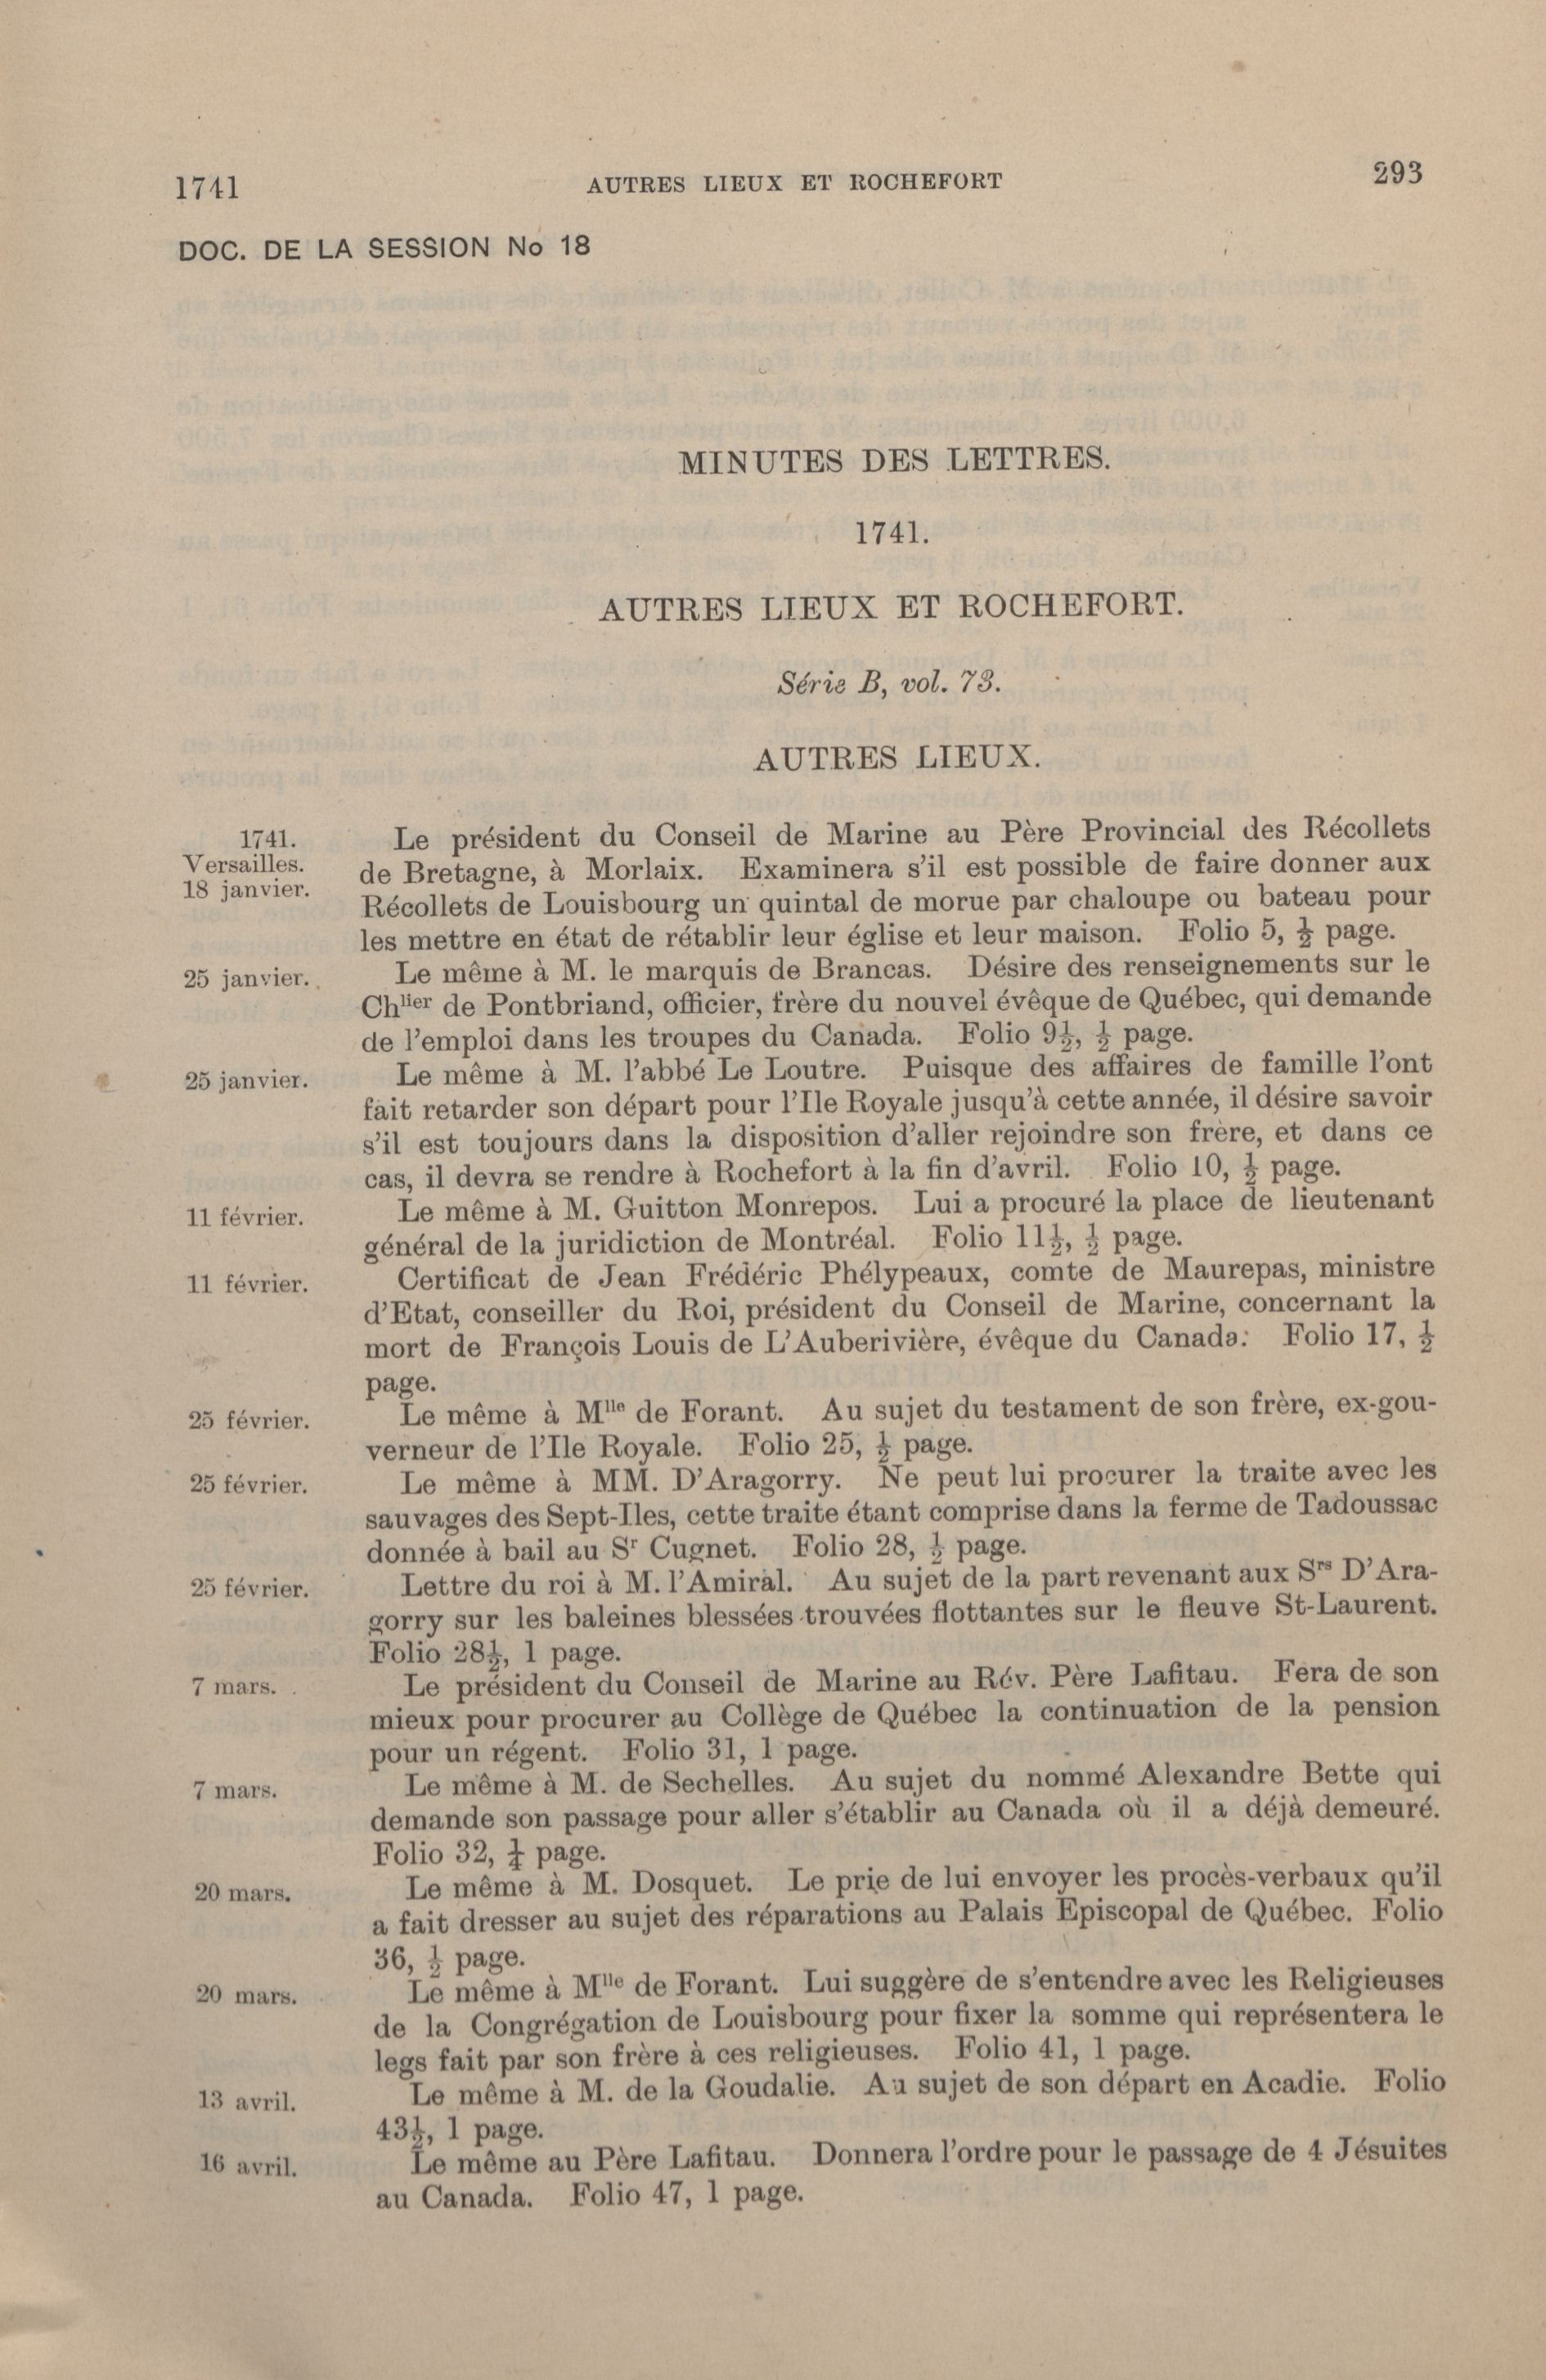 1741 AUTRES LIEUX ET ROCHEFORT 293
DOC. DE LA SESSION No 18
MINUTES DES LETTRES.
1741.
AUTRES LIEUX ET ROCHEFORT.
Série B, vol. 73.
AUTRES LIEUX.
1741. Le président du Conseil de Marine au Père Provincial des Récollets
Versailles. de Bretagne, à Morlaix. Examinera s'il est possible de faire donner aux
18 janvier. Récollets de Louisbourg un quintal de morue par chaloupe ou bateau pour
les mettre en état de rétablir leur église et leur maison. Folio 5, ½ page.
25 janvier. Le même à M. le marquis de Brancas. Désire des renseignements sur le
Chlier de Pontbriand, officier, frère du nouvel évêque de Québec, qui demande
de l'emploi dans les troupes du Canada. Folio 9½, ½ page.
25 janvier. Le même à M. l'abbé Le Loutre. Puisque des affaires de famille l'ont
fait retarder son départ pour l'Ile Royale jusqu'à cette année, il désire savoir
s'il est toujours dans la disposition d'aller rejoindre son frère, et dans ce
cas, il devra se rendre à Rochefort à la fin d'avril. Folio 10, ½ page.
11 février. Le même à M. Guitton Monrepos. Lui a procuré la place de lieutenant
général de la juridiction de Montréal. Folio 11½, ½ page.
11 février. Certificat de Jean Frédéric Phélypeaux, comte de Maurepas, ministre
d'Etat, conseiller du Roi, président du Conseil de Marine, concernant la
mort de François Louis de L'Auberivière, évêque du Canada. Folio 17, ½
page.
25 février. Le même à Mlle de Forant. Au sujet du testament de son frère, ex-gou-
verneur de l'Ile Royale. Folio 25, ½ page.
25 février. Le même à MM. D'Aragorry. Ne peut lui procurer la traite avec les
sauvages des Sept-Iles, cette traite étant comprise dans la ferme de Tadoussac
donnée à bail au Sr Cugnet. Folio 28, ½ page.
25 février. Lettre du roi à M. l'Amiral. Au sujet de la part revenant aux Srs D'Ara-
gorry sur les baleines blessées trouvées flottantes sur le fleuve St-Laurent.
Folio 28½, 1 page.
7 mars. Le président du Conseil de Marine au Rév. Père Lafitau. Fera de son
mieux pour procurer au Collège de Québec la continuation de la pension
pour un régent. Folio 31, 1 page.
7 mars. Le même à M. de Sechelles. Au sujet du nommé Alexandre Bette qui
demande son passage pour aller s'établir au Canada où il a déjà demeuré.
Folio 32, ¼ page.
20 mars. Le même à M. Dosquet. Le prie de lui envoyer les procès-verbaux qu'il
a fait dresser au sujet des réparations au Palais Episcopal de Québec. Folio
36, ½ page.
20 mars. Le même à Mlle de Forant. Lui suggère de s'entendre avec les Religieuses
de la Congrégation de Louisbourg pour fixer la somme qui représentera le
legs fait par son frère à ces religieuses. Folio 41, 1 page.
13 avril. Le même à M. de la Goudalie. Au sujet de son départ en Acadie. Folio
43½, 1 page.
16 avril. Le même au Père Lafitau. Donnera l'ordre pour le passage de 4 Jésuites
au Canada. Folio 47, 1 page.